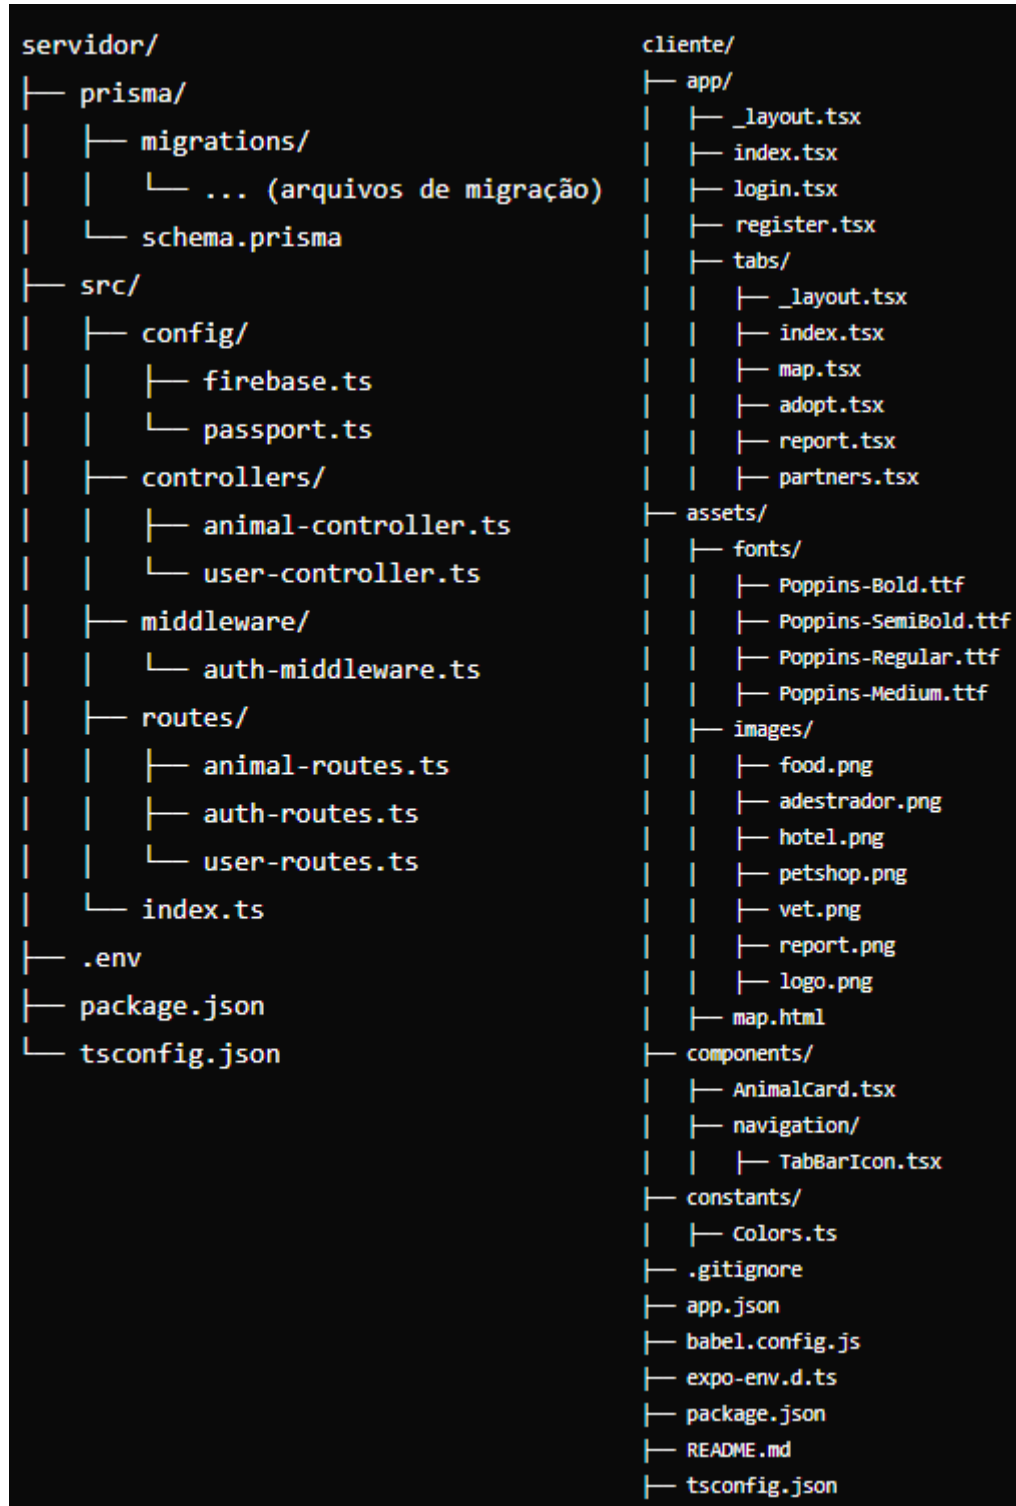 servidor/
├── prisma/
│   ├── migrations/
│   │   └── ... (arquivos de migração)
│   └── schema.prisma
├── src/
│   ├── config/
│   │   ├── firebase.ts
│   │   └── passport.ts
│   ├── controllers/
│   │   ├── animal-controller.ts
│   │   └── user-controller.ts
│   ├── middleware/
│   │   └── auth-middleware.ts
│   ├── routes/
│   │   ├── animal-routes.ts
│   │   ├── auth-routes.ts
│   │   └── user-routes.ts
│   └── index.ts
├── .env
├── package.json
└── tsconfig.json
cliente/
├── app/
│   ├── _layout.tsx
│   ├── index.tsx
│   ├── login.tsx
│   ├── register.tsx
│   ├── tabs/
│   │   ├── _layout.tsx
│   │   ├── index.tsx
│   │   ├── map.tsx
│   │   ├── adopt.tsx
│   │   ├── report.tsx
│   │   ├── partners.tsx
├── assets/
│   ├── fonts/
│   │   ├── Poppins-Bold.ttf
│   │   ├── Poppins-SemiBold.ttf
│   │   ├── Poppins-Regular.ttf
│   │   ├── Poppins-Medium.ttf
│   ├── images/
│   │   ├── food.png
│   │   ├── adestrador.png
│   │   ├── hotel.png
│   │   ├── petshop.png
│   │   ├── vet.png
│   │   ├── report.png
│   │   ├── logo.png
│   ├── map.html
├── components/
│   ├── AnimalCard.tsx
│   ├── navigation/
│   │   ├── TabBarIcon.tsx
├── constants/
│   ├── Colors.ts
├── .gitignore
├── app.json
├── babel.config.js
├── expo-env.d.ts
├── package.json
├── README.md
├── tsconfig.json